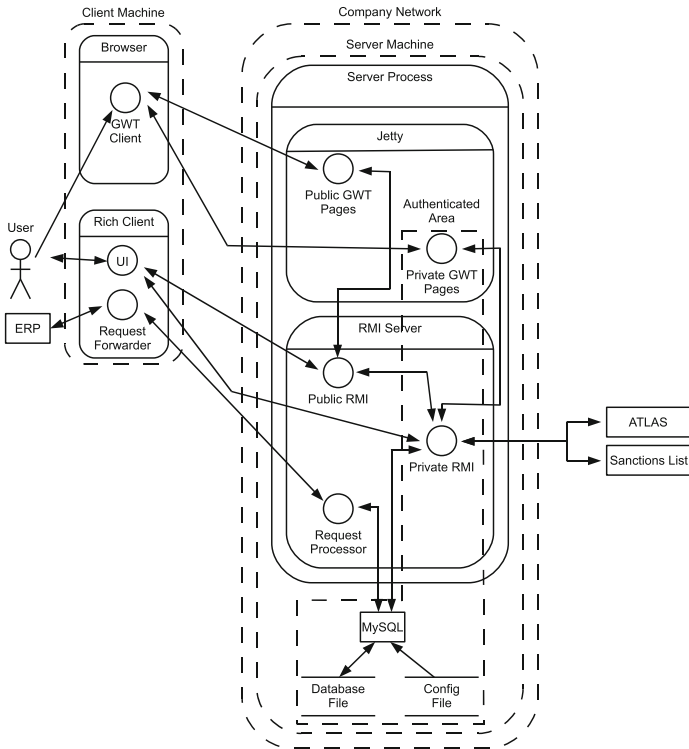 Client Machine
Browser
GWT
Client
User
Rich Client
UI
ERP
Request
Forwarder
Company Network
Server Machine
Server Process
Jetty
Public GWT
Pages
Authenticated
Area
Private GWT
Pages
RMI Server
Public RMI
Private RMI
Request
Processor
ATLAS
Sanctions List
MySQL
Database
File
Config
File